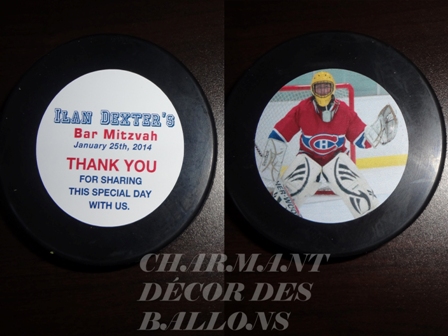 ILAN DEXTER'S
Bar Mitzvah
January 25th, 2014
THANK YOU
FOR SHARING
THIS SPECIAL DAY
WITH US.
CHARMANT
DÉCOR DES
BALLONS